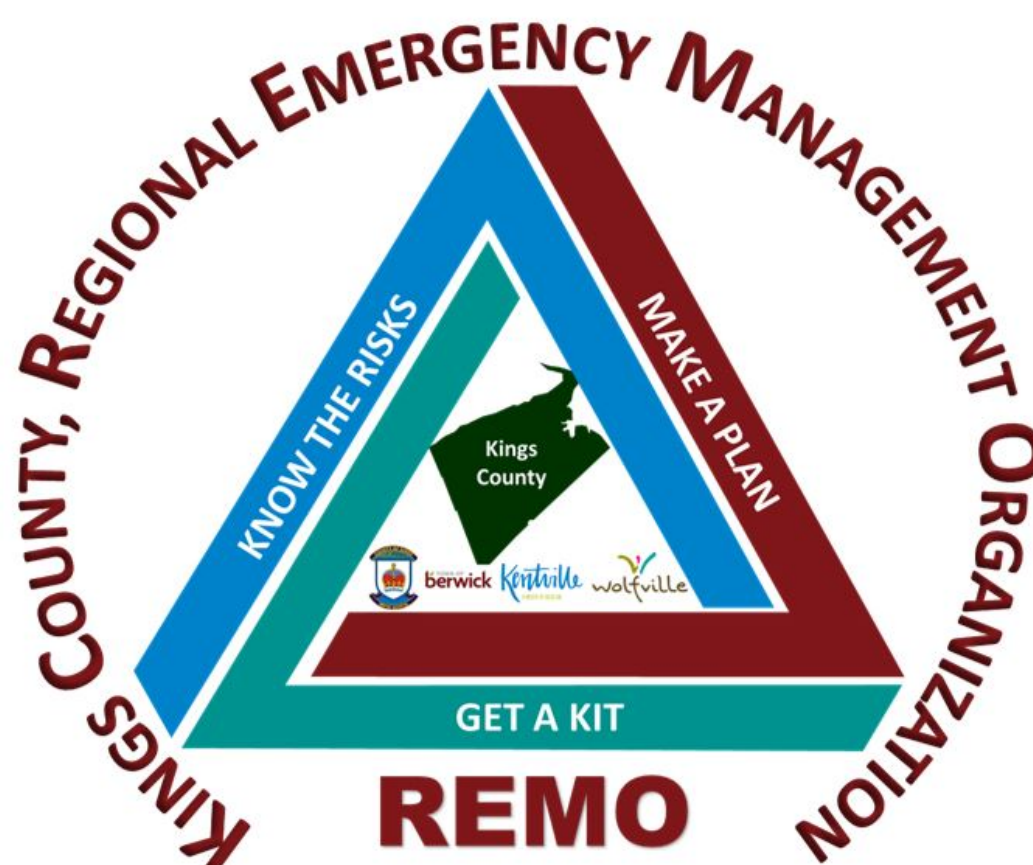 KINGS COUNTY, REGIONAL EMERGENCY MANAGEMENT ORGANIZATION
KNOW THE RISKS
MAKE A PLAN
Kings
County
berwick
Kentville
wolfville
GET A KIT
REMO